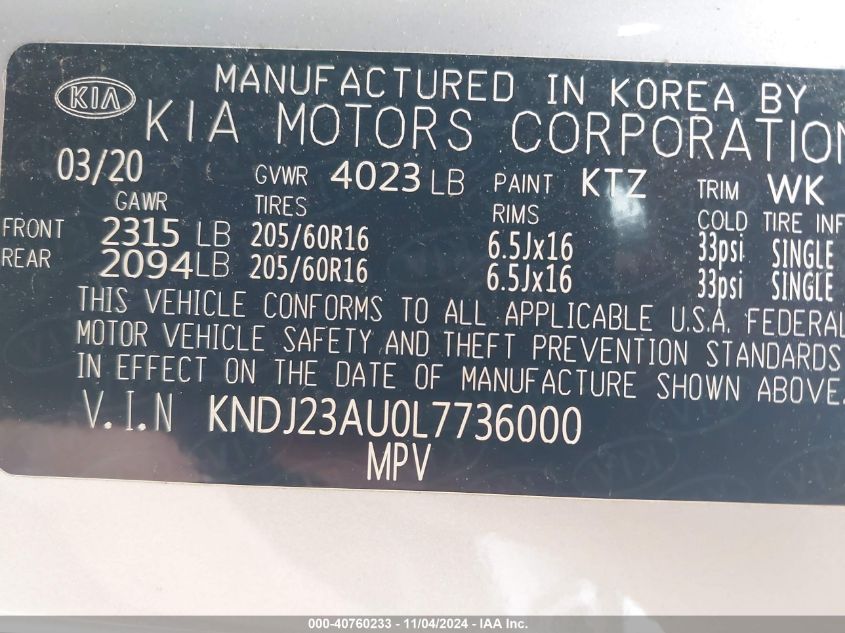 MANUFACTURED IN KOREA BY
KIA KIA MOTORS CORPORATION
03/20 GVWR 4023 LB PAINT KTZ TRIM WK
GAWR TIRES RIMS COLD TIRE INF
FRONT 2315 LB 205/60R16 6.5Jx16 33psi SINGLE
REAR 2094 LB 205/60R16 6.5Jx16 33psi SINGLE
THIS VEHICLE CONFORMS TO ALL APPLICABLE U.S.A. FEDERAL
MOTOR VEHICLE SAFETY AND THEFT PREVENTION STANDARDS
IN EFFECT ON THE DATE OF MANUFACTURE SHOWN ABOVE.
V.I.N KNDJ23AU0L7736000
MPV
000-40760233 - 11/04/2024 - IAA Inc.